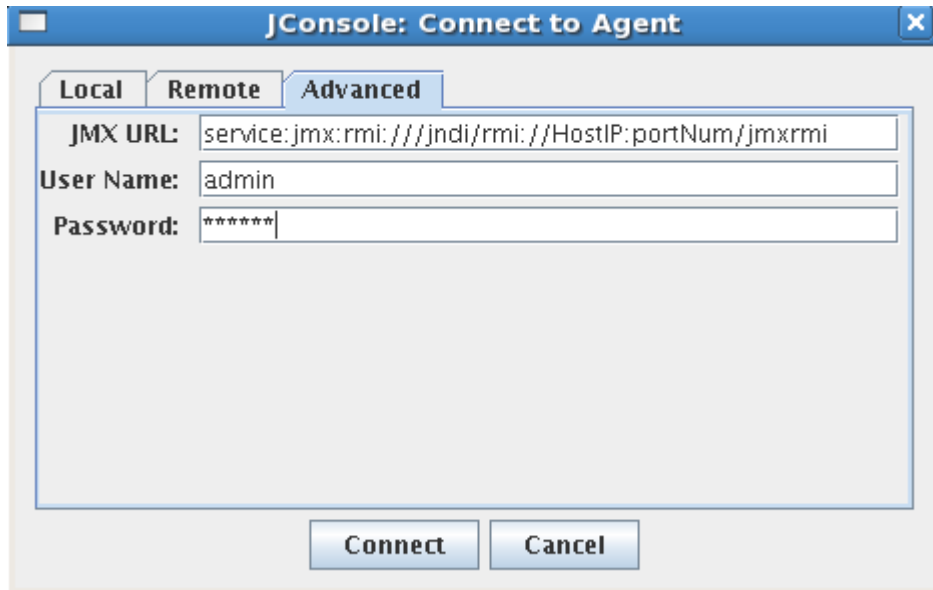 JConsole: Connect to Agent
Local Remote Advanced
JMX URL: service:jmx:rmi:///jndi/rmi://HostIP:portNum/jmxrmi
User Name: admin
Password: ******
Connect Cancel